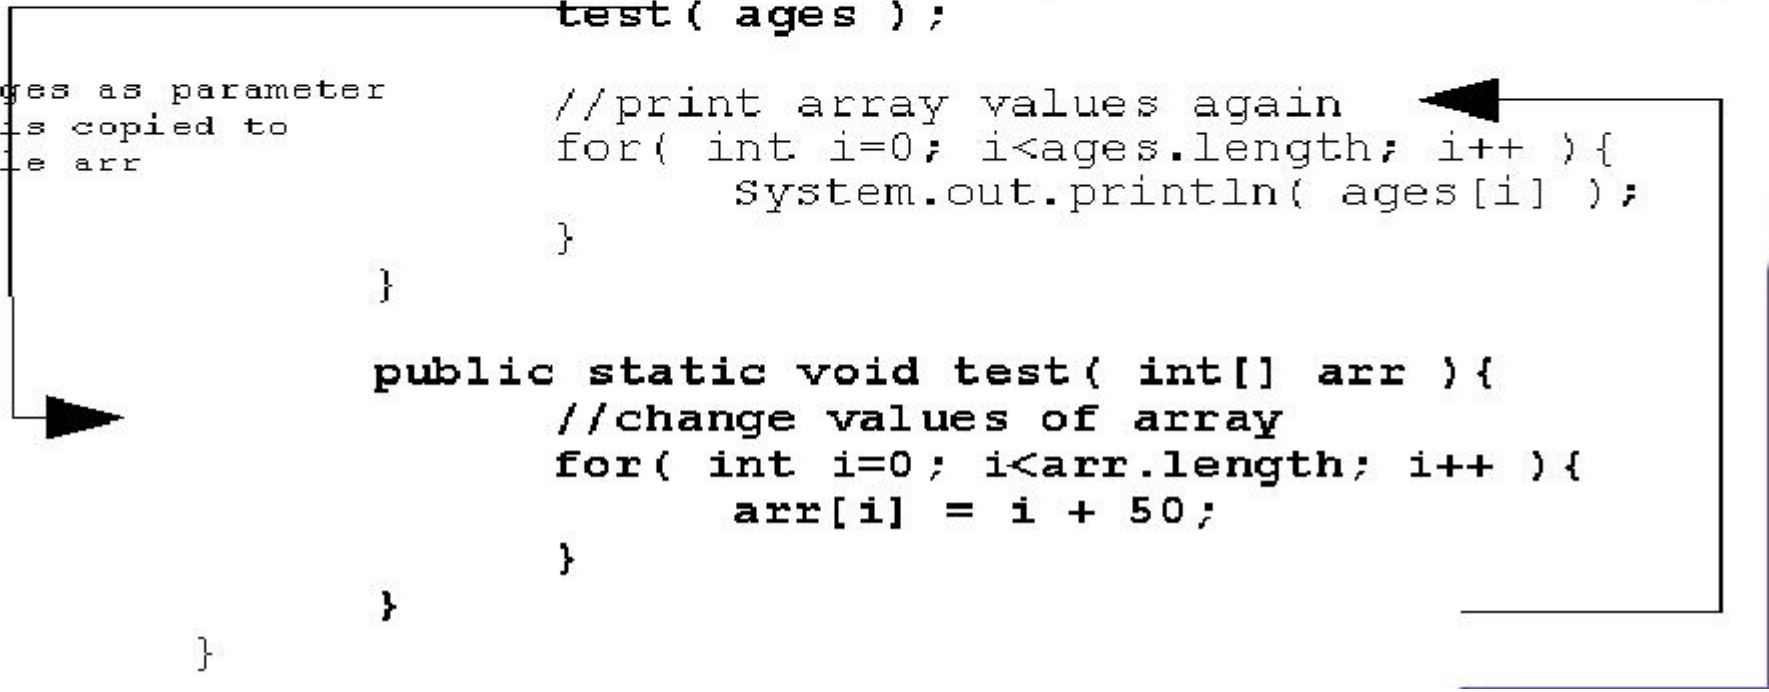 test( ages );
ges as parameter
is copied to
le arr
//print array values again
for( int i=0; i<ages.length; i++ ){
System.out.println( ages[i] );
}
}
public static void test( int[] arr ){
//change values of array
for( int i=0; i<arr.length; i++ ){
arr[i] = i + 50;
}
}
}